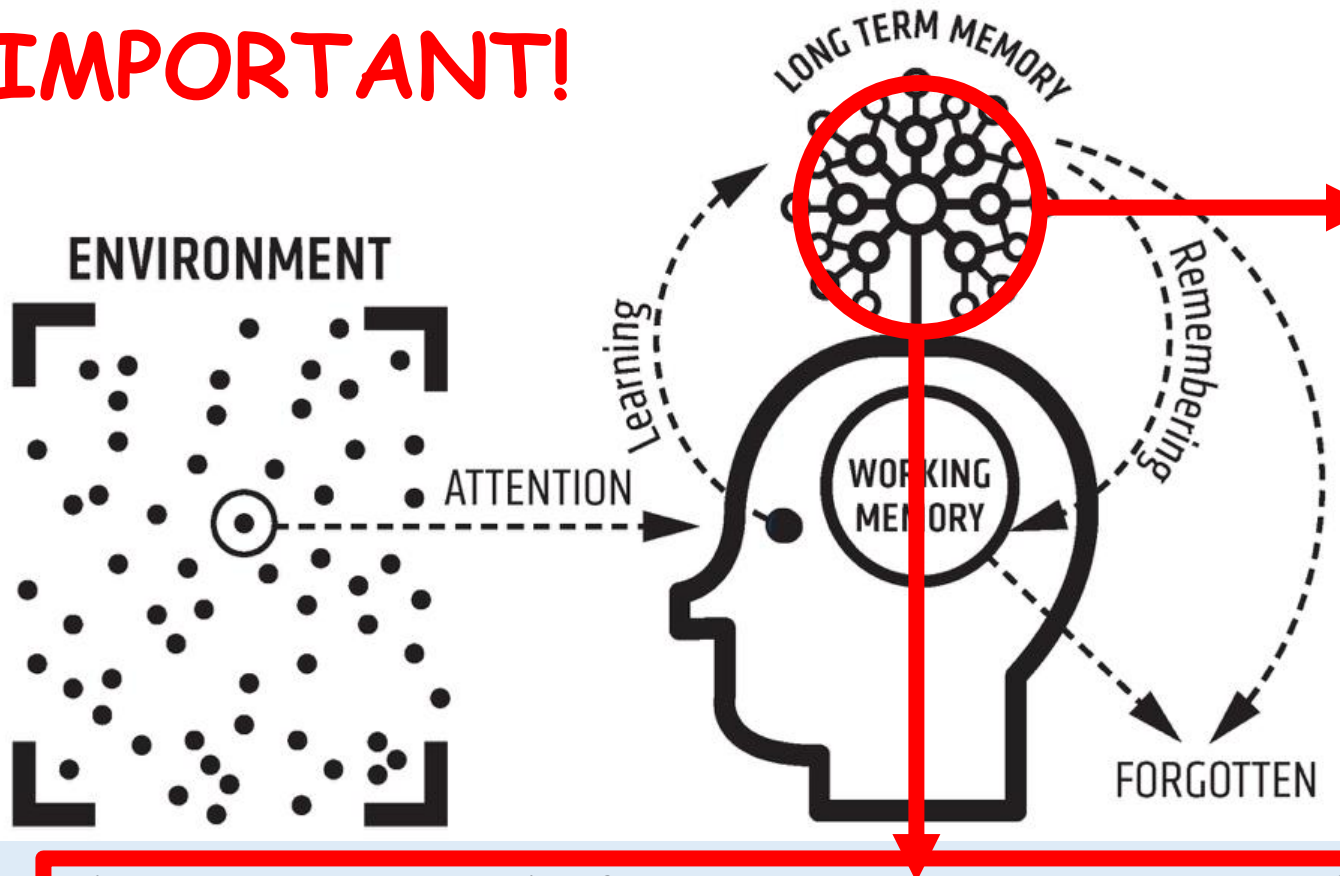 IMPORTANT!
LONG TERM MEMORY
ENVIRONMENT
Learning
Remembering
ATTENTION
WORKING
MEMORY
FORGOTTEN